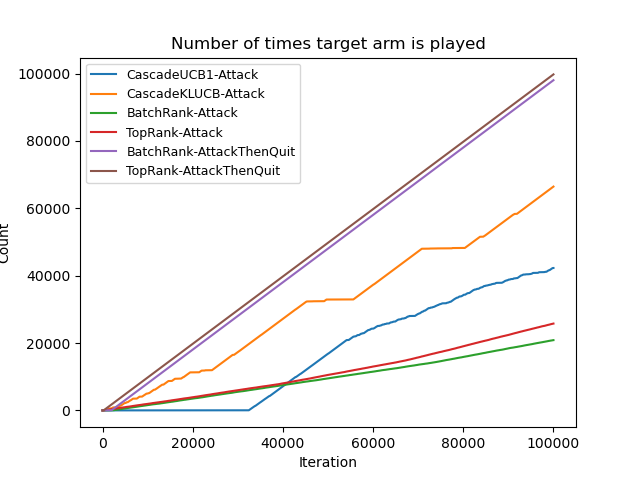 Number of times target arm is played
CascadeUCB1-Attack
CascadeKLUCB-Attack
BatchRank-Attack
TopRank-Attack
BatchRank-AttackThenQuit
TopRank-AttackThenQuit
100000
80000
60000
40000
20000
0
Count
0 20000 40000 60000 80000 100000
Iteration